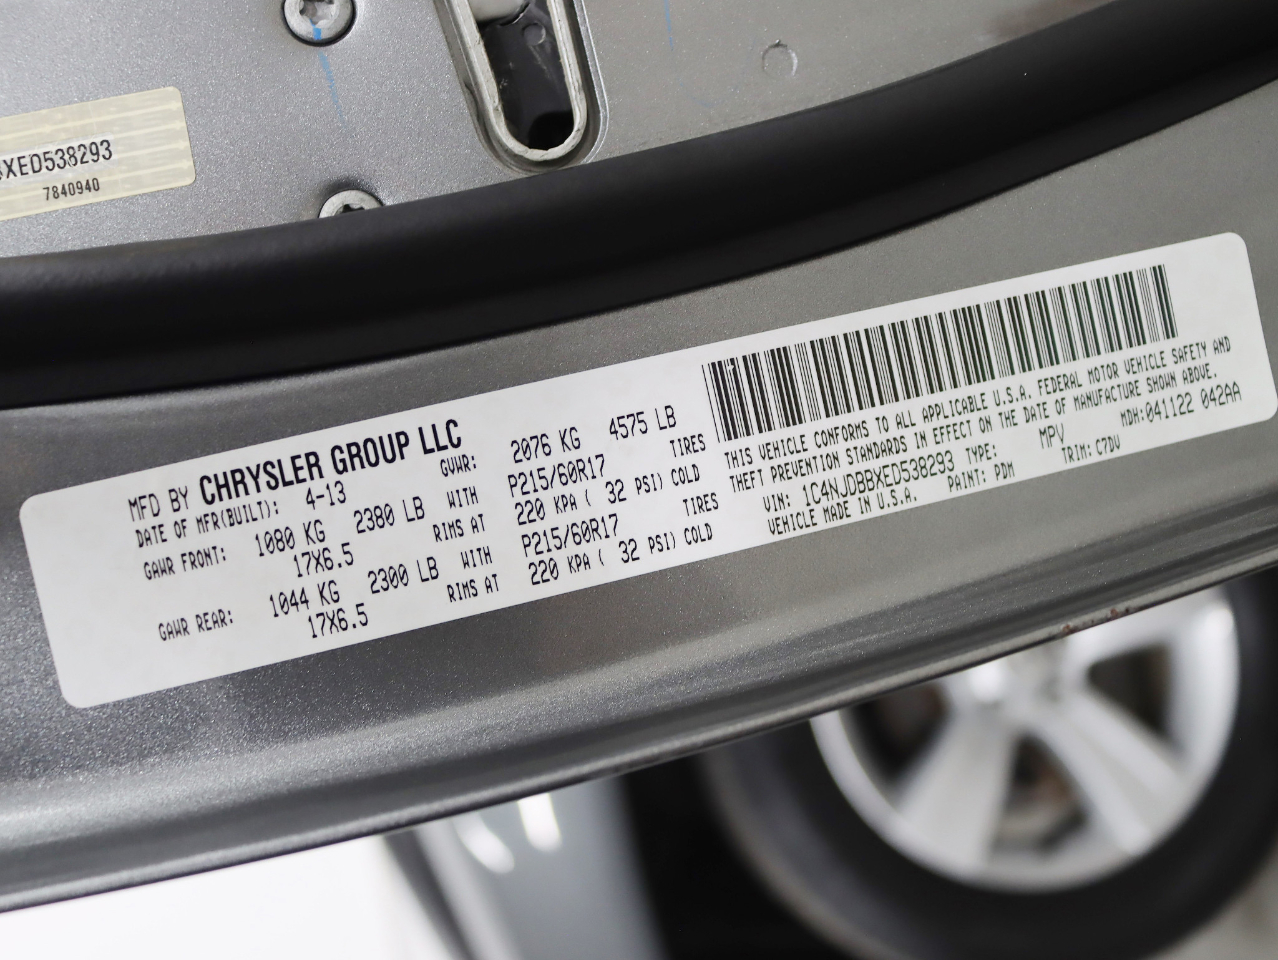 XED538293
7840940
MFD BY CHRYSLER GROUP LLC
DATE OF MFR(BUILT): 4-13 GVWR: 2076 KG 4575 LB
GAWR FRONT: 1080 KG 2380 LB WITH P215/60R17 TIRES
17X6.5 RIMS AT 220 KPA ( 32 PSI) COLD
GAWR REAR: 1044 KG 2300 LB WITH P215/60R17 TIRES
17X6.5 RIMS AT 220 KPA ( 32 PSI) COLD
THIS VEHICLE CONFORMS TO ALL APPLICABLE U.S.A. FEDERAL MOTOR VEHICLE SAFETY AND
THEFT PREVENTION STANDARDS IN EFFECT ON THE DATE OF MANUFACTURE SHOWN ABOVE.
VIN: 1C4NJDBBXED538293 TYPE: MPV MDH:041122 042AA
VEHICLE MADE IN U.S.A. PAINT: PDM TRIM: C7DV